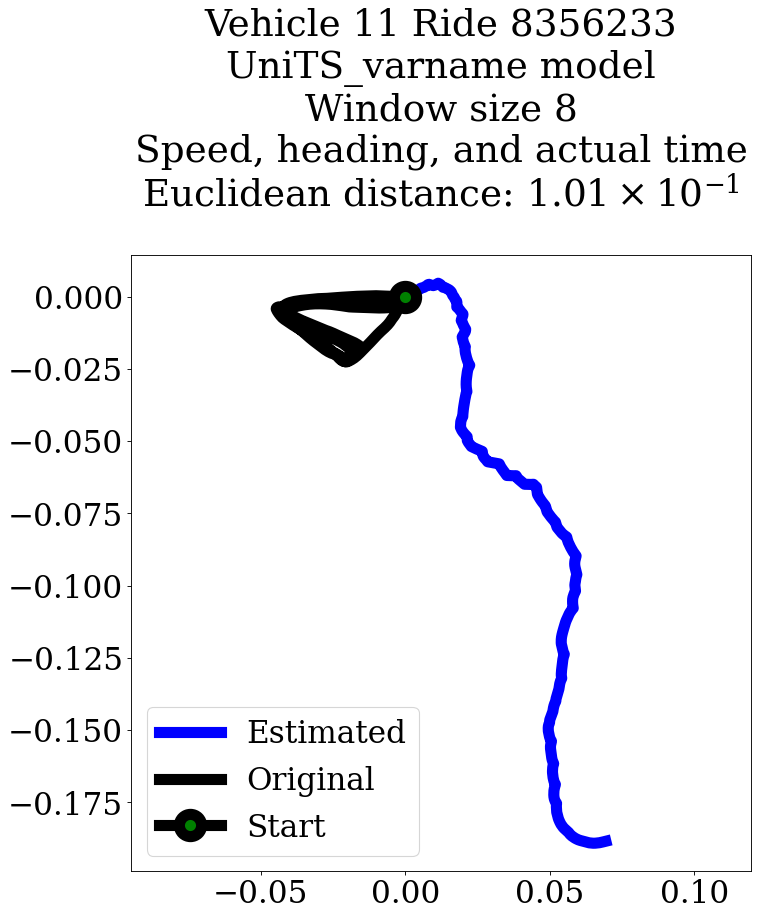 Vehicle 11 Ride 8356233
UniTS_varname model
Window size 8
Speed, heading, and actual time
Euclidean distance: 1.01 × 10⁻¹
0.000
−0.025
−0.050
−0.075
−0.100
−0.125
−0.150
−0.175
Estimated
Original
Start
−0.05 0.00 0.05 0.10